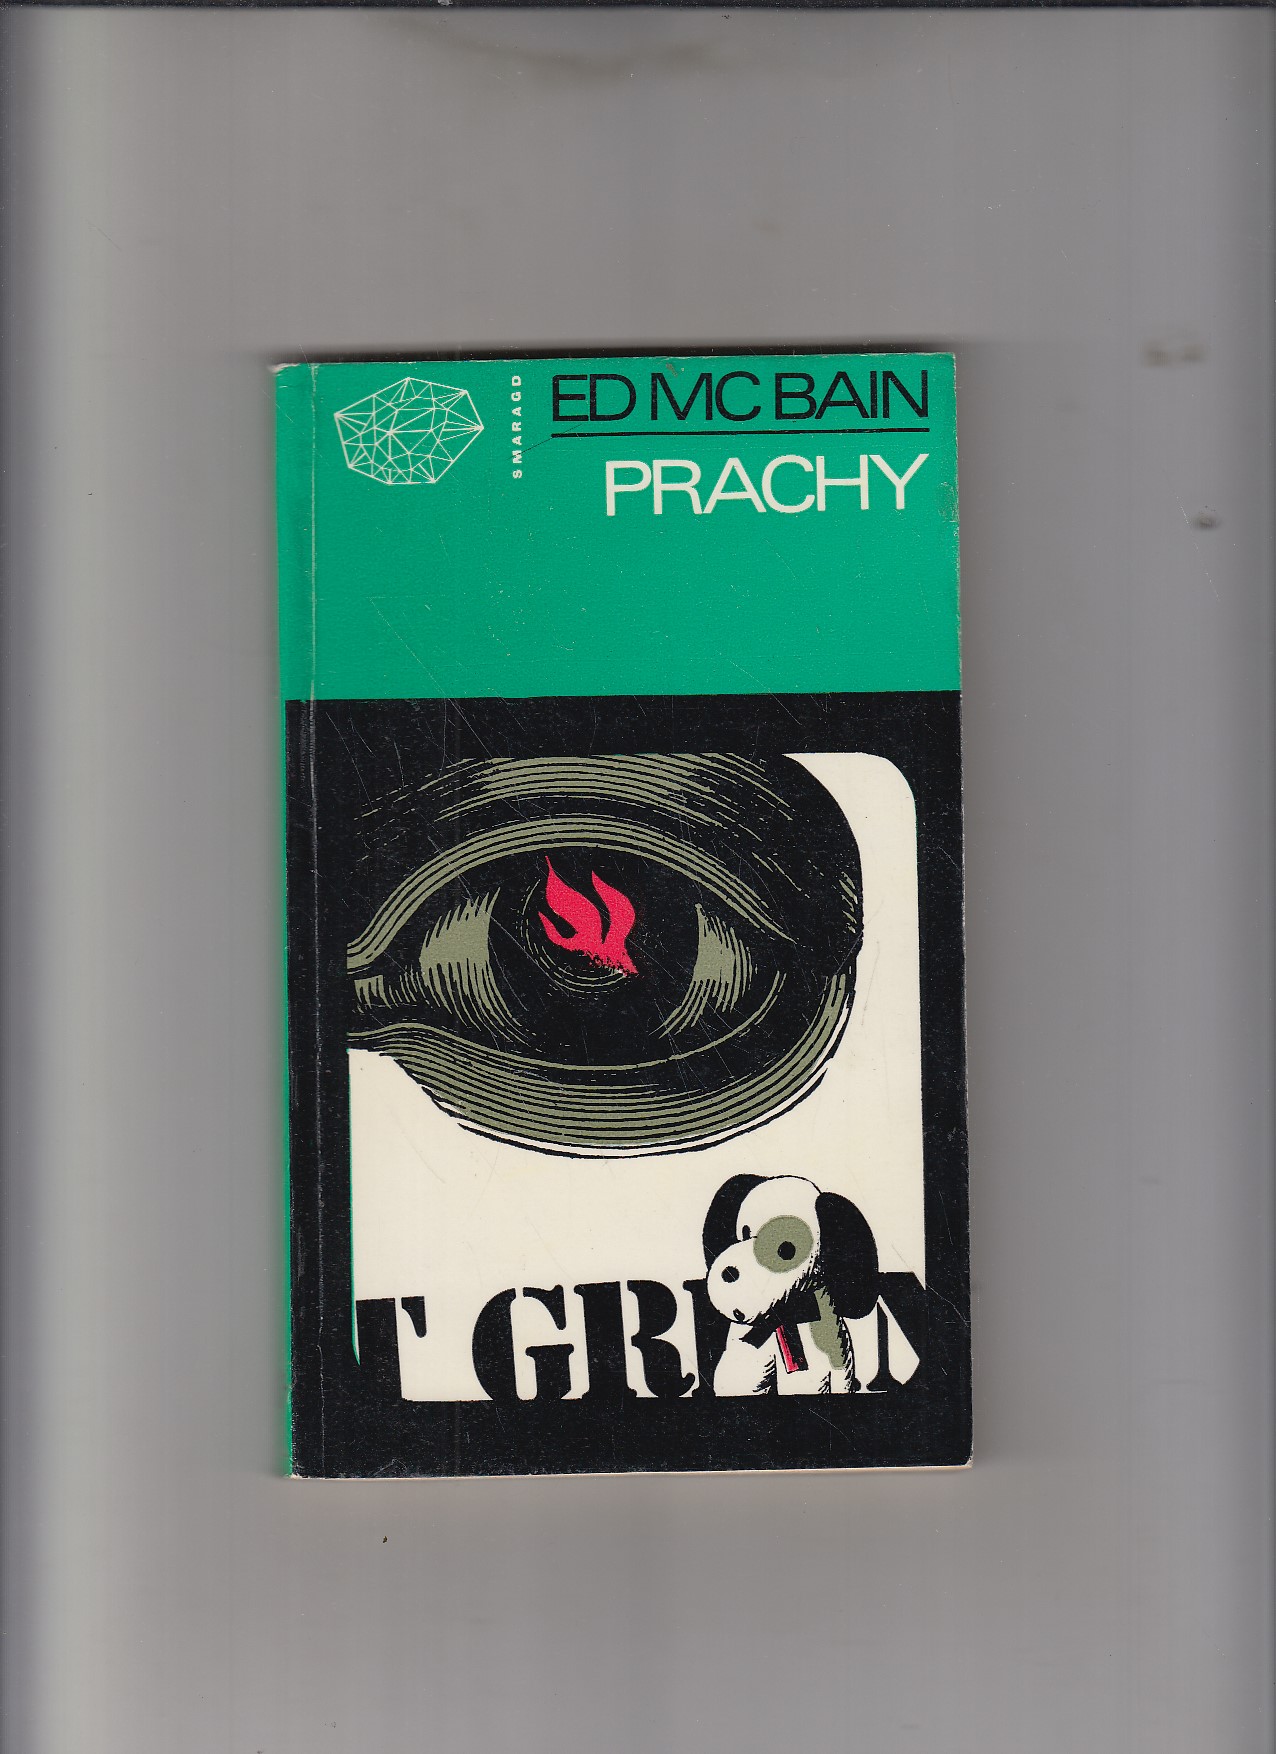 SMARAGD
ED MC BAIN
PRACHY
T GR